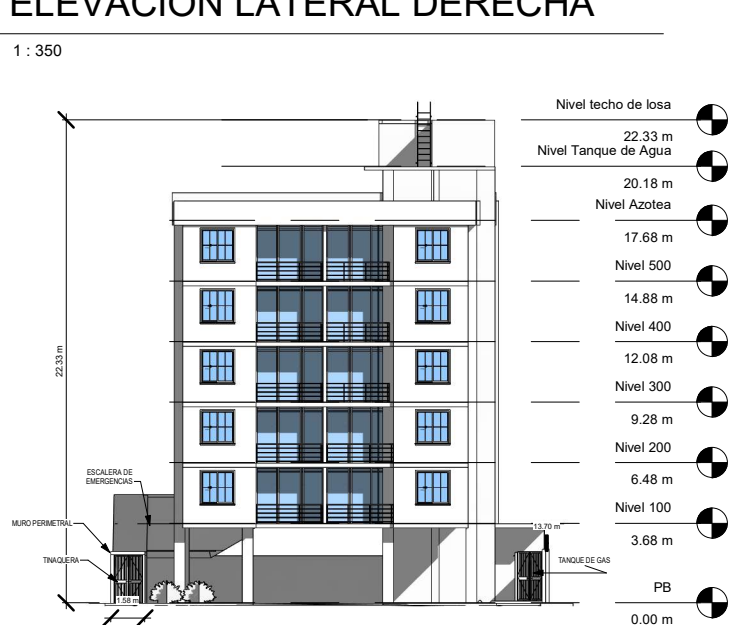 ELEVACIÓN LATERAL DERECHA
1 : 350
Nivel techo de losa
22.33 m
Nivel Tanque de Agua
20.18 m
Nivel Azotea
17.68 m
Nivel 500
14.88 m
Nivel 400
12.08 m
22.33 m
Nivel 300
9.28 m
Nivel 200
6.48 m
ESCALERA DE
EMERGENCIAS
Nivel 100
3.68 m
MURO PERIMETRAL
13.70 m
TINAQUERA
TANQUE DE GAS
PB
1.58 m
0.00 m